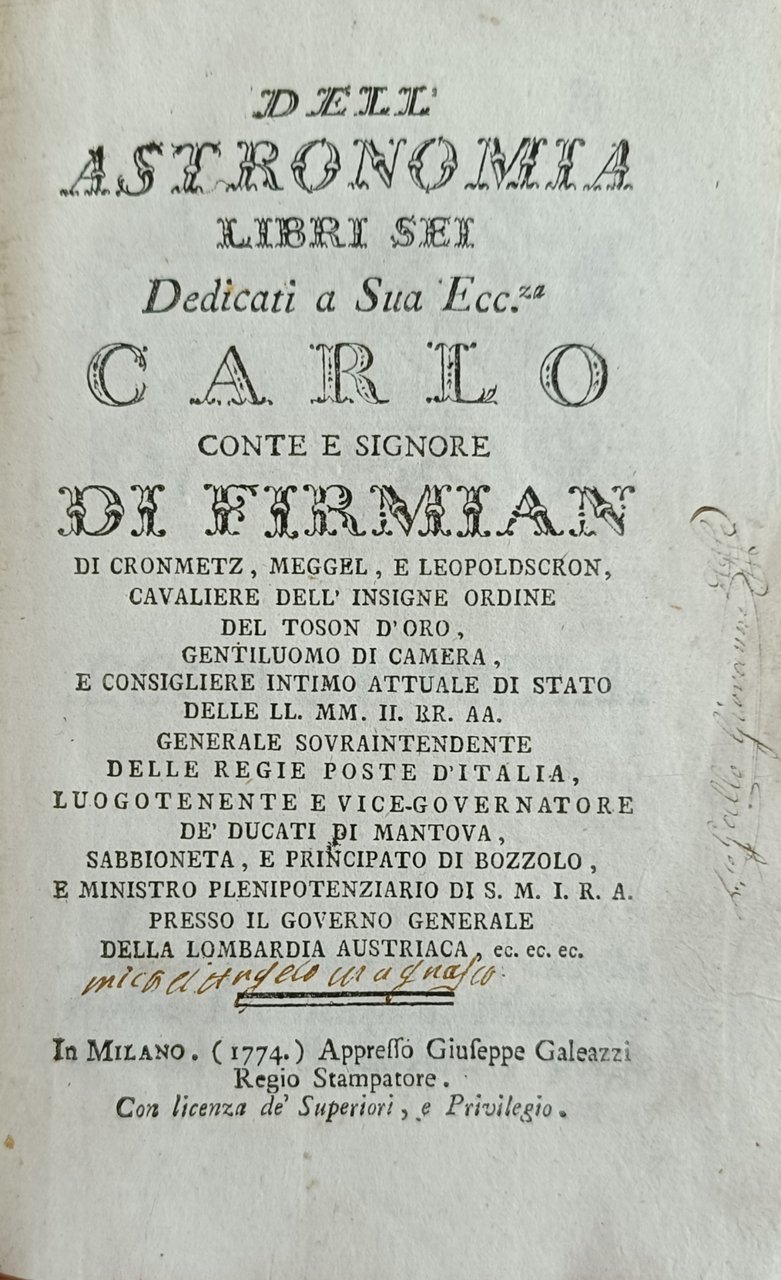 DELL'
ASTRONOMIA
LIBRI SEI
Dedicati a Sua Ecc.za
CARLO
CONTE E SIGNORE
DI FIRMIAN
DI CRONMETZ, MEGGEL, E LEOPOLDSCRON,
CAVALIERE DELL' INSIGNE ORDINE
DEL TOSON D'ORO,
GENTILUOMO DI CAMERA,
E CONSIGLIERE INTIMO ATTUALE DI STATO
DELLE LL. MM. II. RR. AA.
GENERALE SOVRAINTENDENTE
DELLE REGIE POSTE D'ITALIA,
LUOGOTENENTE E VICE-GOVERNATORE
DE' DUCATI DI MANTOVA,
SABBIONETA, E PRINCIPATO DI BOZZOLO,
E MINISTRO PLENIPOTENZIARIO DI S. M. I. R. A.
PRESSO IL GOVERNO GENERALE
DELLA LOMBARDIA AUSTRIACA, ec. ec. ec.
In MILANO. (1774.) Appreſſo Giuſeppe Galeazzi
Regio Stampatore.
Con licenza de' Superiori, e Privilegio.
Gallo Giovanni